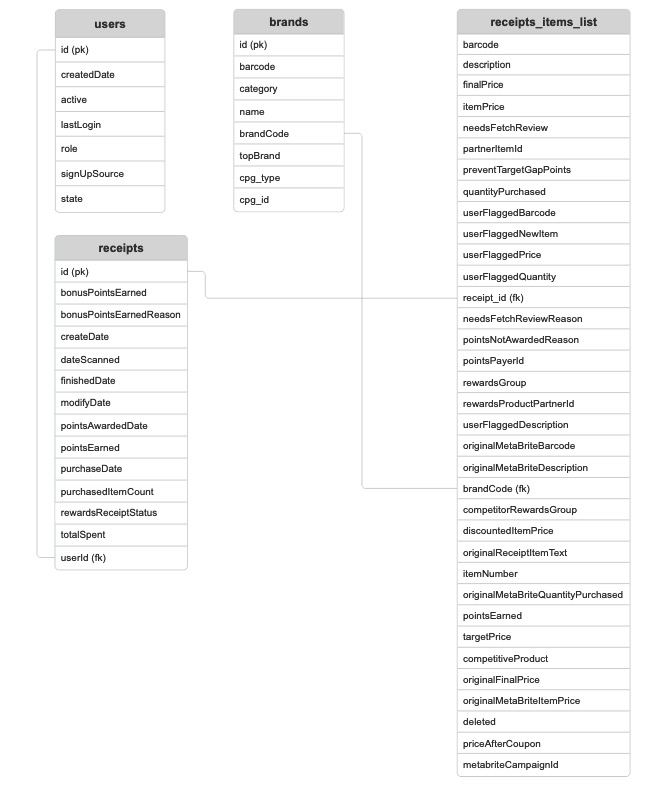 users
id (pk)
createdDate
active
lastLogin
role
signUpSource
state
brands
id (pk)
barcode
category
name
brandCode
topBrand
cpg_type
cpg_id
receipts
id (pk)
bonusPointsEarned
bonusPointsEarnedReason
createDate
dateScanned
finishedDate
modifyDate
pointsAwardedDate
pointsEarned
purchaseDate
purchasedItemCount
rewardsReceiptStatus
totalSpent
userId (fk)
receipts_items_list
barcode
description
finalPrice
itemPrice
needsFetchReview
partnerItemId
preventTargetGapPoints
quantityPurchased
userFlaggedBarcode
userFlaggedNewItem
userFlaggedPrice
userFlaggedQuantity
receipt_id (fk)
needsFetchReviewReason
pointsNotAwardedReason
pointsPayerId
rewardsGroup
rewardsProductPartnerId
userFlaggedDescription
originalMetaBriteBarcode
originalMetaBriteDescription
brandCode (fk)
competitorRewardsGroup
discountedItemPrice
originalReceiptItemText
itemNumber
originalMetaBriteQuantityPurchased
pointsEarned
targetPrice
competitiveProduct
originalFinalPrice
originalMetaBriteItemPrice
deleted
priceAfterCoupon
metabriteCampaignId